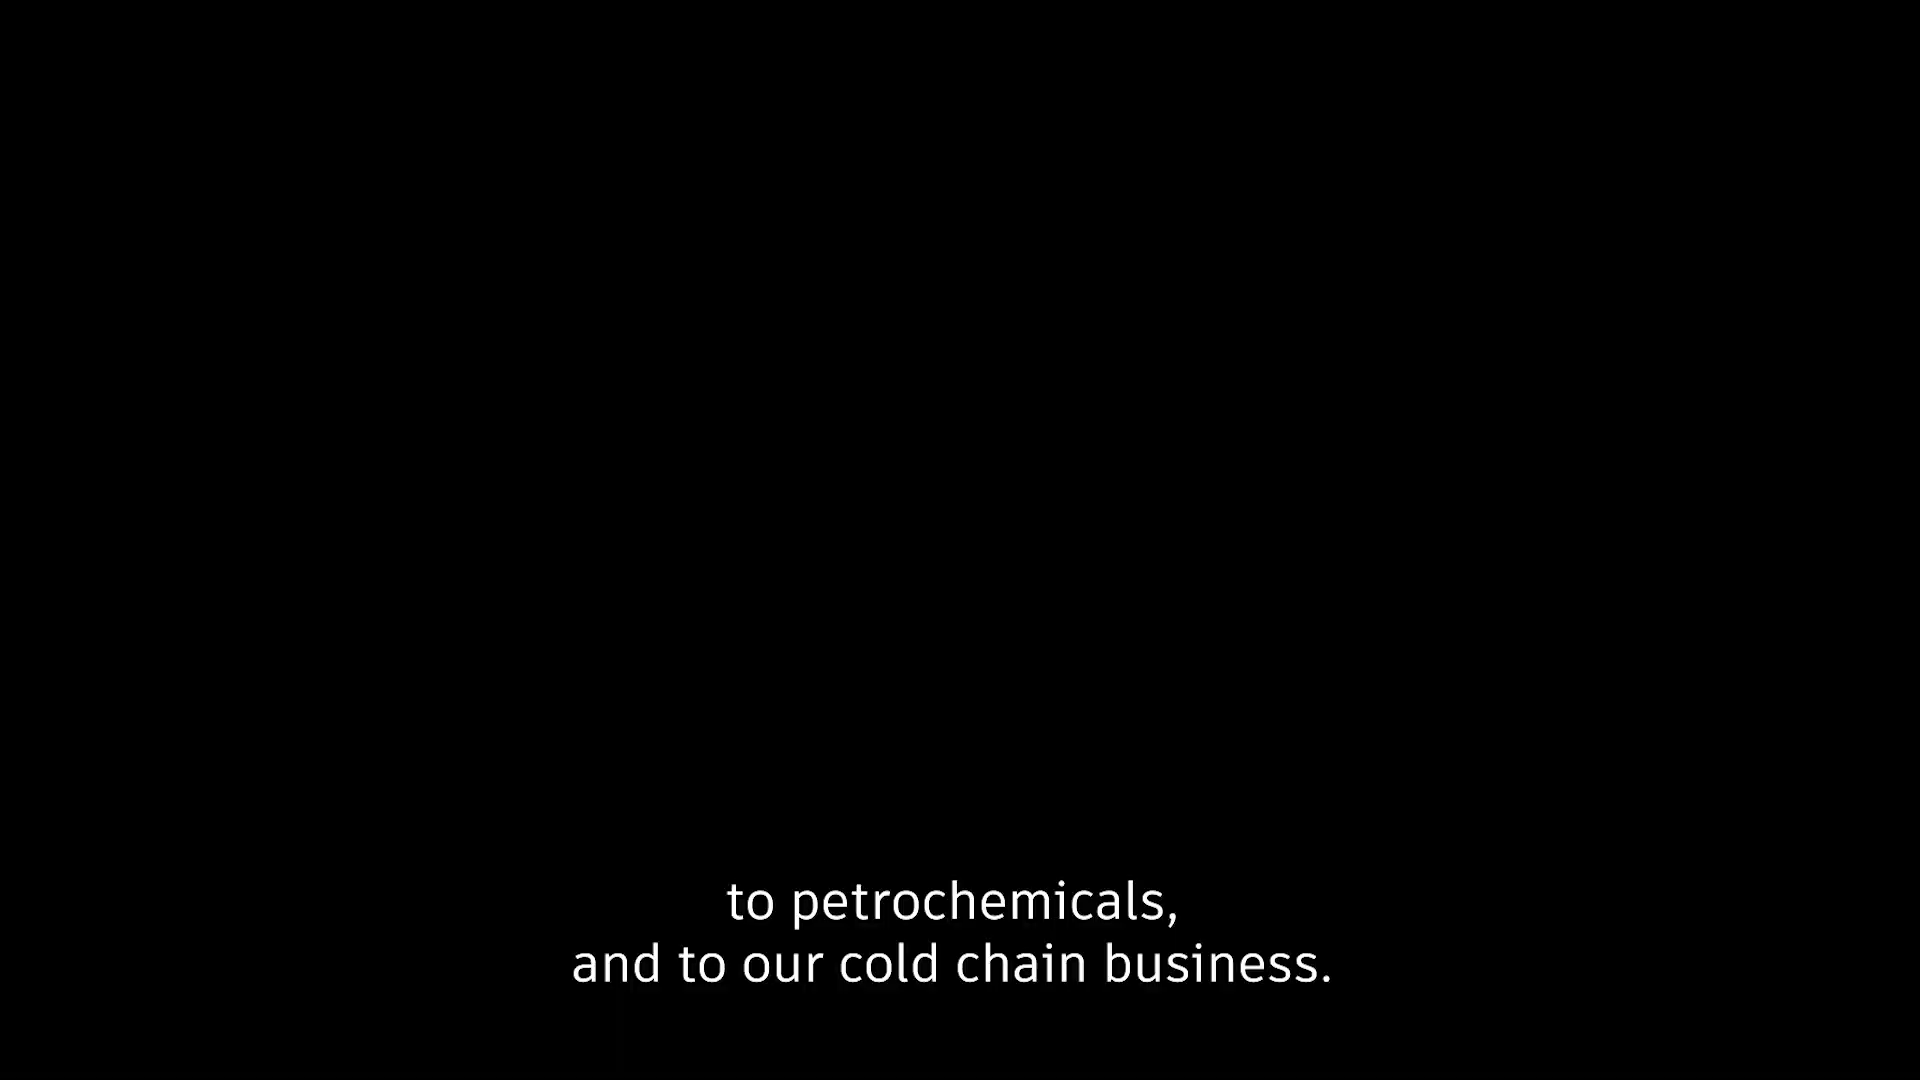 to petrochemicals,
and to our cold chain business.